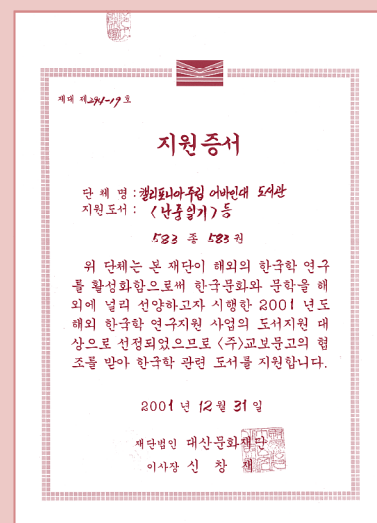 제대 제294-19호
지원증서
단 체 명 : 캘리포니아주립 어바인대 도서관
지원도서 : 〈난중일기〉등
583 종 583 권
위 단체는 본 재단이 해외의 한국학 연구
를 활성화함으로써 한국문화와 문학을 해
외에 널리 선양하고자 시행한 2001 년도
해외 한국학 연구지원 사업의 도서지원 대
상으로 선정되었으므로 〈주〉교보문고의 협
조를 받아 한국학 관련 도서를 지원합니다.
2001 년 12 월 31 일
재단법인 대산문화재단
이사장 신 창 재